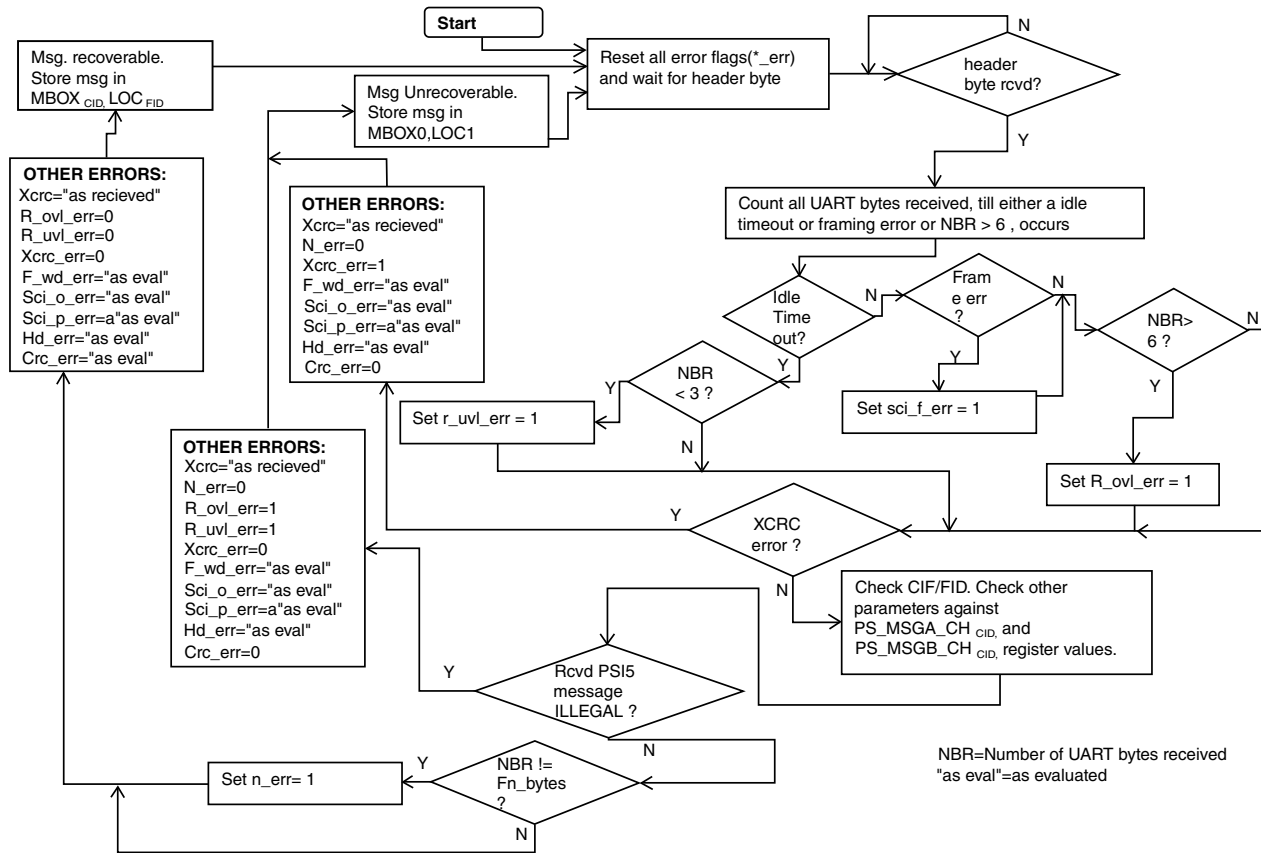 Start
Reset all error flags(*_err)
and wait for header byte
N
header
byte rcvd?
Y
Msg. recoverable.
Store msg in
MBOX CID, LOC FID
Msg Unrecoverable.
Store msg in
MBOX0,LOC1
OTHER ERRORS:
Xcrc="as recieved"
R_ovl_err=0
R_uvl_err=0
Xcrc_err=0
F_wd_err="as eval"
Sci_o_err="as eval"
Sci_p_err=a"as eval"
Hd_err="as eval"
Crc_err="as eval"
OTHER ERRORS:
Xcrc="as recieved"
N_err=0
Xcrc_err=1
F_wd_err="as eval"
Sci_o_err="as eval"
Sci_p_err=a"as eval"
Hd_err="as eval"
Crc_err=0
Count all UART bytes received, till either a idle
timeout or framing error or NBR > 6 , occurs
Idle
Time
out?
N
Y
Fram
e err
?
N
Y
NBR>
6 ?
N
Y
NBR
< 3 ?
Y
N
Set r_uvl_err = 1
Set sci_f_err = 1
Set R_ovl_err = 1
OTHER ERRORS:
Xcrc="as recieved"
N_err=0
R_ovl_err=1
R_uvl_err=1
Xcrc_err=0
F_wd_err="as eval"
Sci_o_err="as eval"
Sci_p_err=a"as eval"
Hd_err="as eval"
Crc_err=0
XCRC
error ?
Y
N
Check CIF/FID. Check other
parameters against
PS_MSGA_CH CID, and
PS_MSGB_CH CID, register values.
Rcvd PSI5
message
ILLEGAL ?
Y
N
NBR !=
Fn_bytes
?
Y
N
Set n_err= 1
NBR=Number of UART bytes received
"as eval"=as evaluated